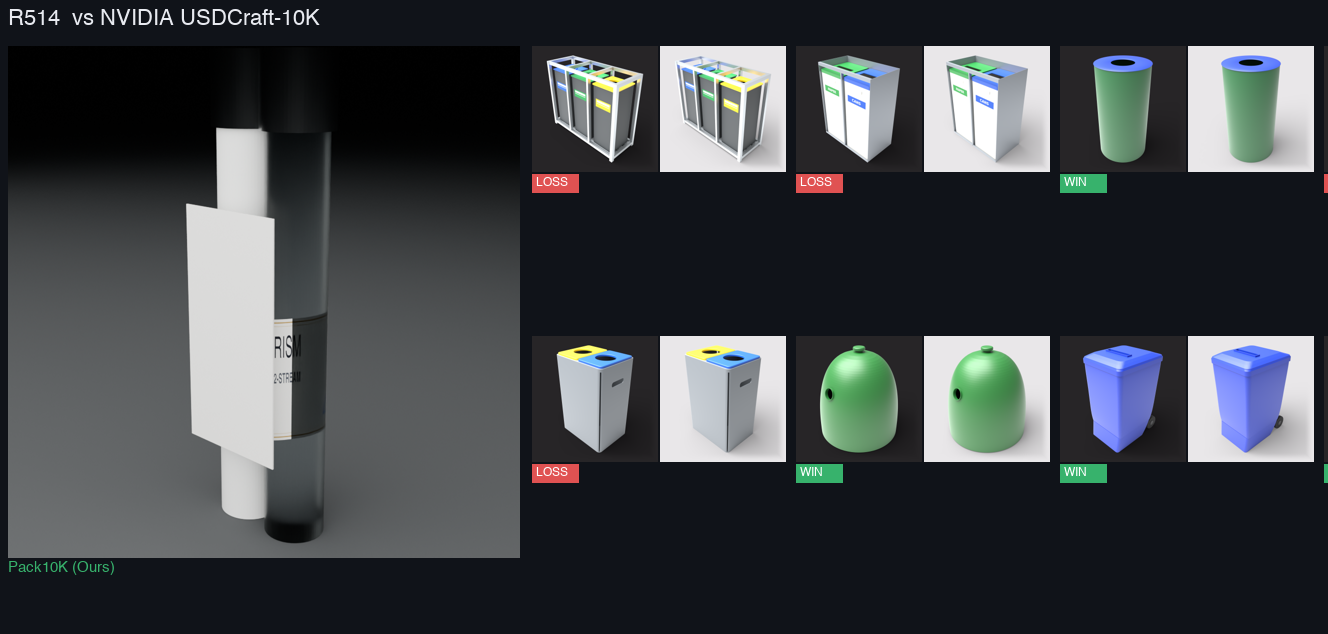 R514 vs NVIDIA USDCraft-10K
LOSS
LOSS
WIN
RISM
2-STREAM
LOSS
WIN
WIN
Pack10K (Ours)